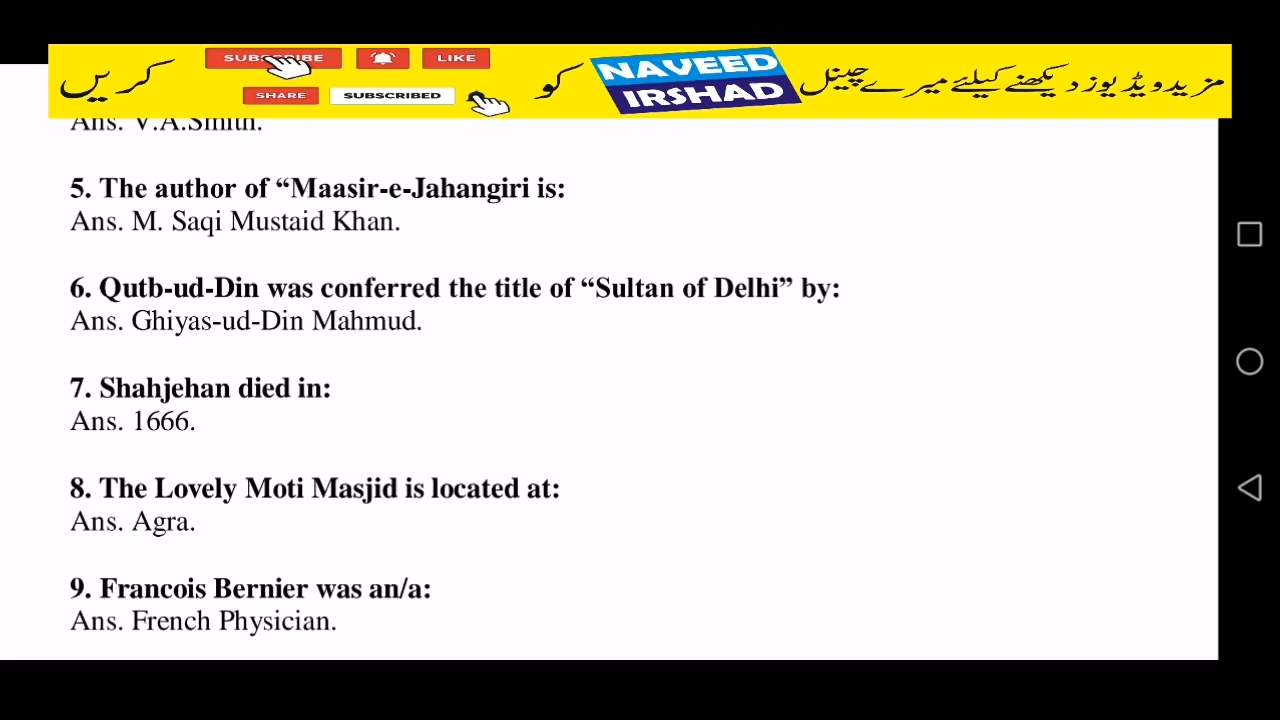 SUBSCRIBE
LIKE
SHARE
SUBSCRIBED
مزید ویڈیوز دیکھنے کیلئے میرے چینل
NAVEED
IRSHAD
کو
کریں
Ans. V.A.Smith.
5. The author of “Maasir-e-Jahangiri is:
Ans. M. Saqi Mustaid Khan.
6. Qutb-ud-Din was conferred the title of “Sultan of Delhi” by:
Ans. Ghiyas-ud-Din Mahmud.
7. Shahjehan died in:
Ans. 1666.
8. The Lovely Moti Masjid is located at:
Ans. Agra.
9. Francois Bernier was an/a:
Ans. French Physician.